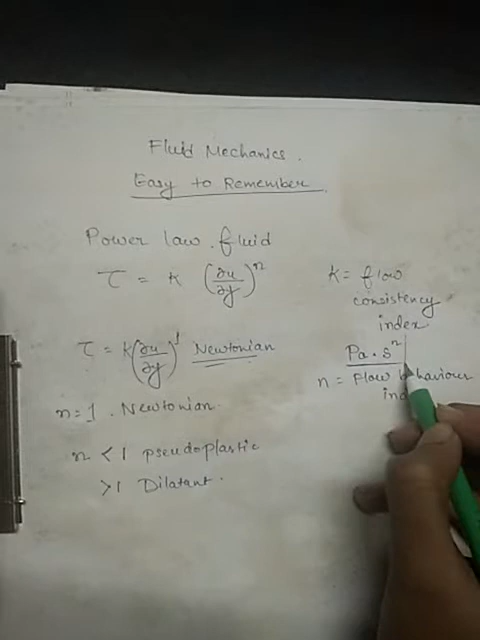 Fluid Mechanics.
Easy to Remember
Power law fluid
τ = K (∂u/∂y)^n
K = flow
consistency
index
Pa·s^n
τ = K(∂u/∂y)^1 Newtonian
n = flow behaviour
n=1. Newtonian.
n < 1 pseudoplastic
>1 Dilatant.